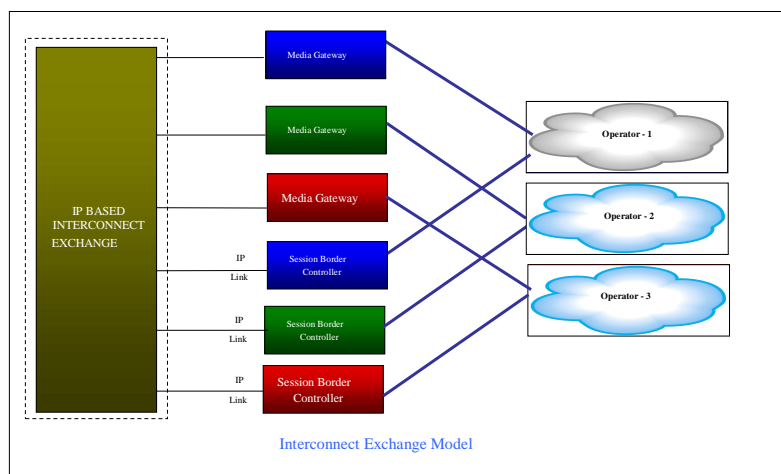 Media Gateway
Media Gateway
Media Gateway
IP BASED
INTERCONNECT
EXCHANGE
IP
Link
Session Border
Controller
IP
Link
Session Border
Controller
IP
Link
Session Border
Controller
Operator - 1
Operator - 2
Operator - 3
Interconnect Exchange Model